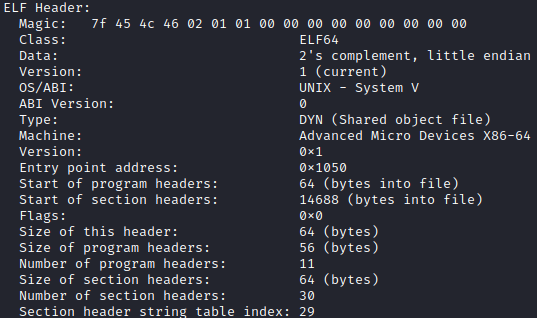 ELF Header:
  Magic:   7f 45 4c 46 02 01 01 00 00 00 00 00 00 00 00 00
  Class:                             ELF64
  Data:                              2's complement, little endian
  Version:                           1 (current)
  OS/ABI:                            UNIX - System V
  ABI Version:                       0
  Type:                              DYN (Shared object file)
  Machine:                           Advanced Micro Devices X86-64
  Version:                           0×1
  Entry point address:               0×1050
  Start of program headers:          64 (bytes into file)
  Start of section headers:          14688 (bytes into file)
  Flags:                             0×0
  Size of this header:               64 (bytes)
  Size of program headers:           56 (bytes)
  Number of program headers:         11
  Size of section headers:           64 (bytes)
  Number of section headers:         30
  Section header string table index: 29